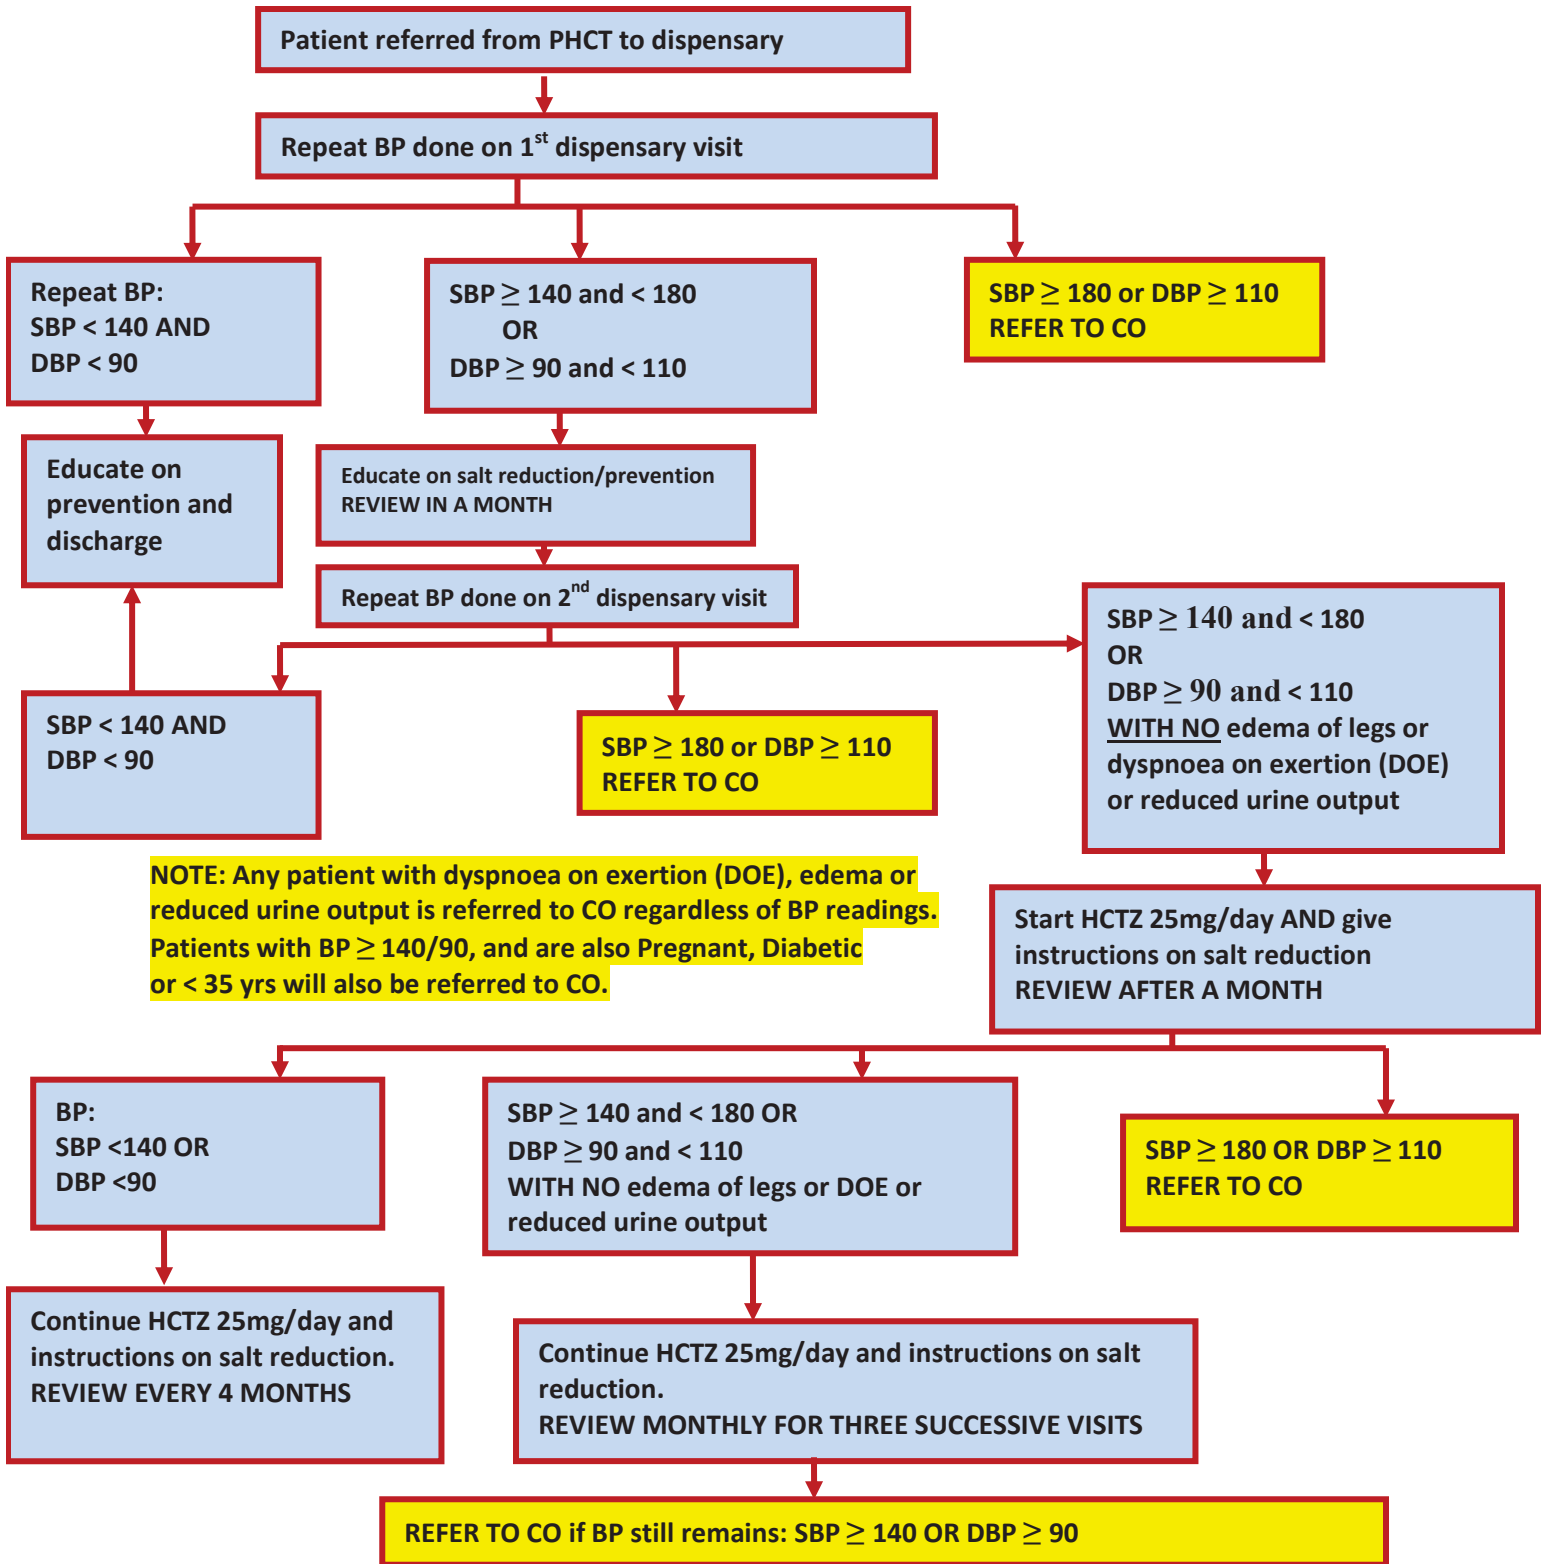 Patient referred from PHCT to dispensary
Repeat BP done on 1st dispensary visit
Repeat BP:
SBP < 140 AND
DBP < 90
SBP ≥ 140 and < 180
OR
DBP ≥ 90 and < 110
SBP ≥ 180 or DBP ≥ 110
REFER TO CO
Educate on
prevention and
discharge
Educate on salt reduction/prevention
REVIEW IN A MONTH
Repeat BP done on 2nd dispensary visit
SBP < 140 AND
DBP < 90
SBP ≥ 180 or DBP ≥ 110
REFER TO CO
SBP ≥ 140 and < 180
OR
DBP ≥ 90 and < 110
WITH NO edema of legs or
dyspnoea on exertion (DOE)
or reduced urine output
NOTE: Any patient with dyspnoea on exertion (DOE), edema or
reduced urine output is referred to CO regardless of BP readings.
Patients with BP ≥ 140/90, and are also Pregnant, Diabetic
or < 35 yrs will also be referred to CO.
Start HCTZ 25mg/day AND give
instructions on salt reduction
REVIEW AFTER A MONTH
BP:
SBP <140 OR
DBP <90
SBP ≥ 140 and < 180 OR
DBP ≥ 90 and < 110
WITH NO edema of legs or DOE or
reduced urine output
SBP ≥ 180 OR DBP ≥ 110
REFER TO CO
Continue HCTZ 25mg/day and
instructions on salt reduction.
REVIEW EVERY 4 MONTHS
Continue HCTZ 25mg/day and instructions on salt
reduction.
REVIEW MONTHLY FOR THREE SUCCESSIVE VISITS
REFER TO CO if BP still remains: SBP ≥ 140 OR DBP ≥ 90